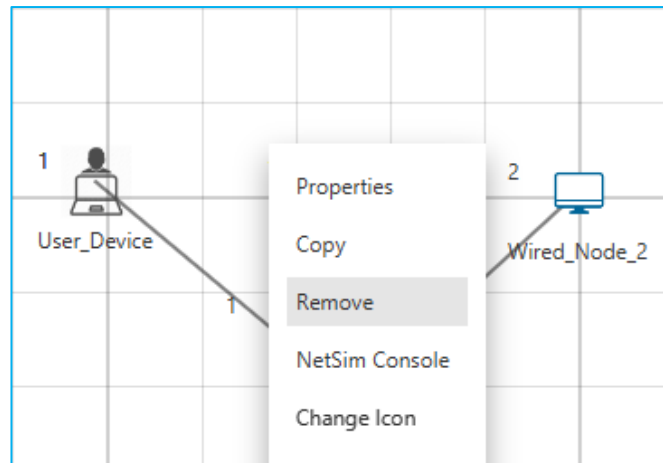 1
User_Device
1
Properties
Copy
Remove
NetSim Console
Change Icon
2
Wired_Node_2